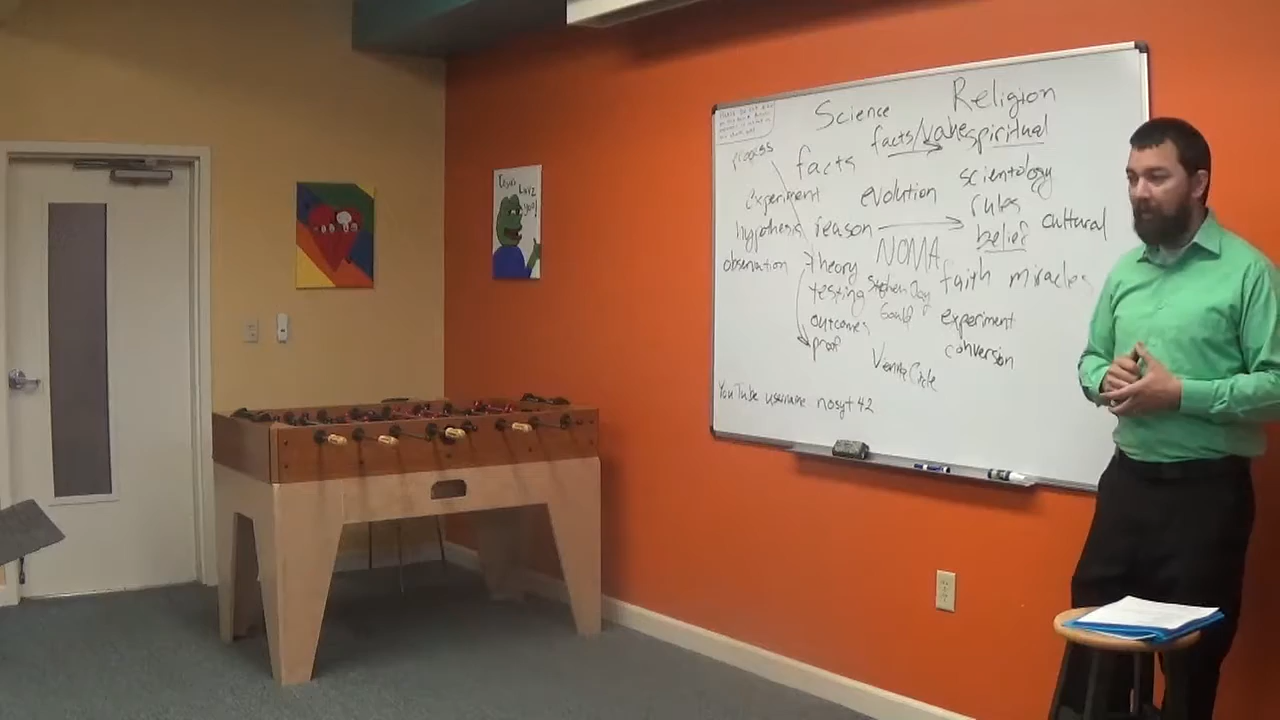 Science Religion
facts/value spiritual
process
facts
experiment evolution scientology
rules
hypothesis reason cultural
belief
NOMA
observation theory faith miracles
testing Stephen Jay
Gould
outcomes experiment
proof conversion
Vienna Circle
YouTube username nosyt42
Jesus Luvz
you!